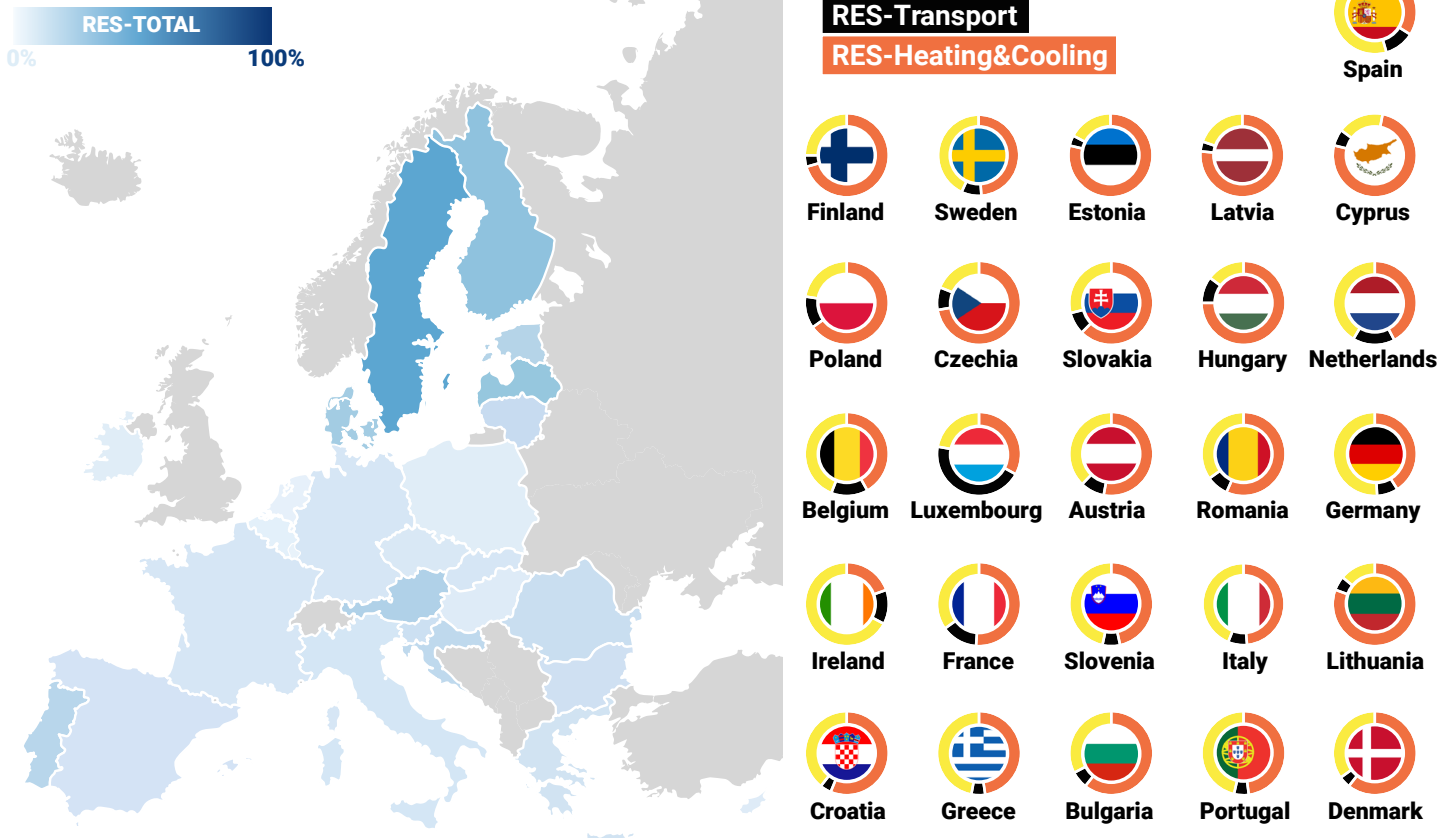 RES-TOTAL
0%
100%
RES-Transport
RES-Heating&Cooling
Spain
Finland
Sweden
Estonia
Latvia
Cyprus
Poland
Czechia
Slovakia
Hungary
Netherlands
Belgium
Luxembourg
Austria
Romania
Germany
Ireland
France
Slovenia
Italy
Lithuania
Croatia
Greece
Bulgaria
Portugal
Denmark